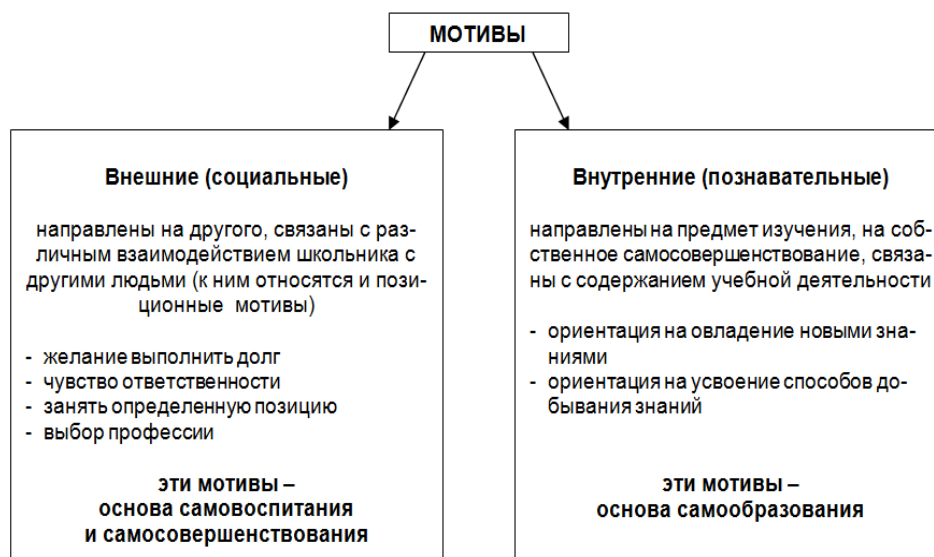 МОТИВЫ
Внешние (социальные)
направлены на другого, связаны с раз-
личным взаимодействием школьника с
другими людьми (к ним относятся и пози-
ционные мотивы)
- желание выполнить долг
- чувство ответственности
- занять определенную позицию
- выбор профессии
эти мотивы –
основа самовоспитания
и самосовершенствования
Внутренние (познавательные)
направлены на предмет изучения, на соб-
ственное самосовершенствование, связа-
ны с содержанием учебной деятельности
- ориентация на овладение новыми зна-
ниями
- ориентация на усвоение способов до-
бывания знаний
эти мотивы –
основа самообразования